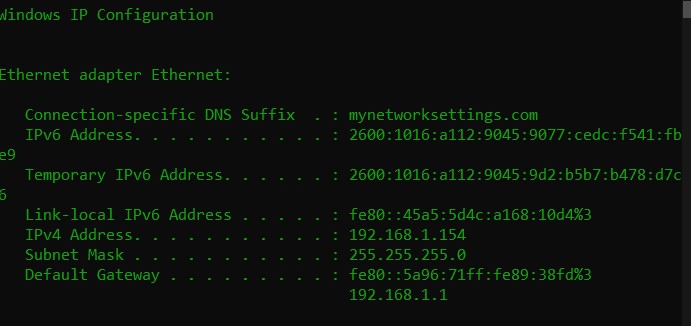 Windows IP Configuration
Ethernet adapter Ethernet:
Connection-specific DNS Suffix . : mynetworksettings.com
IPv6 Address. . . . . . . . . . . : 2600:1016:a112:9045:9077:cedc:f541:fb
e9
Temporary IPv6 Address. . . . . . : 2600:1016:a112:9045:9d2:b5b7:b478:d7c
6
Link-local IPv6 Address . . . . . : fe80::45a5:5d4c:a168:10d4%3
IPv4 Address. . . . . . . . . . . : 192.168.1.154
Subnet Mask . . . . . . . . . . . : 255.255.255.0
Default Gateway . . . . . . . . . : fe80::5a96:71ff:fe89:38fd%3
192.168.1.1